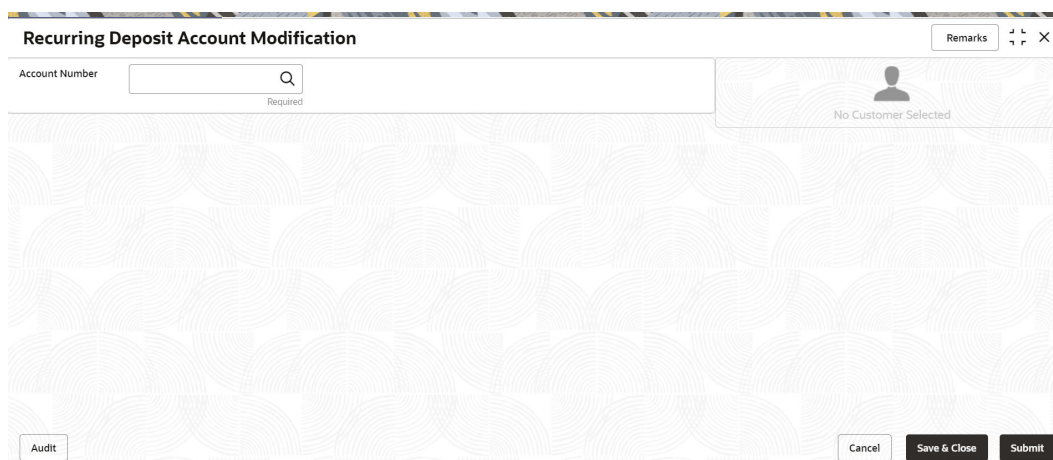 Recurring Deposit Account Modification
Remarks
Account Number
Required
No Customer Selected
Audit
Cancel
Save & Close
Submit